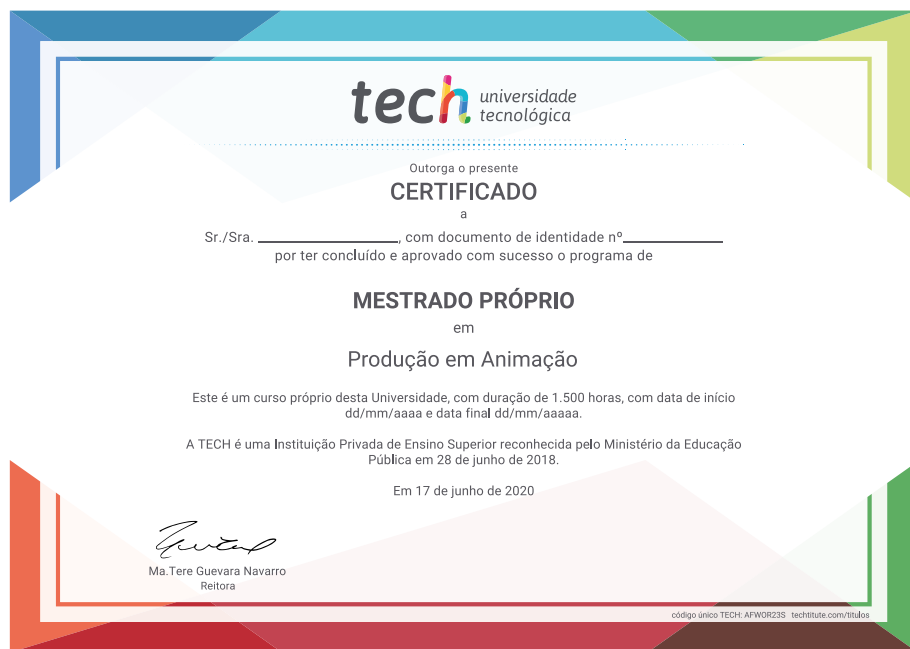 tech universidade
tecnológica
Outorga o presente
CERTIFICADO
a
Sr./Sra. ____________, com documento de identidade nº____________
por ter concluído e aprovado com sucesso o programa de
MESTRADO PRÓPRIO
em
Produção em Animação
Este é um curso próprio desta Universidade, com duração de 1.500 horas, com data de início
dd/mm/aaaa e data final dd/mm/aaaaa.
A TECH é uma Instituição Privada de Ensino Superior reconhecida pelo Ministério da Educação
Pública em 28 de junho de 2018.
Em 17 de junho de 2020
Ma.Tere Guevara Navarro
Reitora
código único TECH: AFWOR23S techtitute.com/titulos